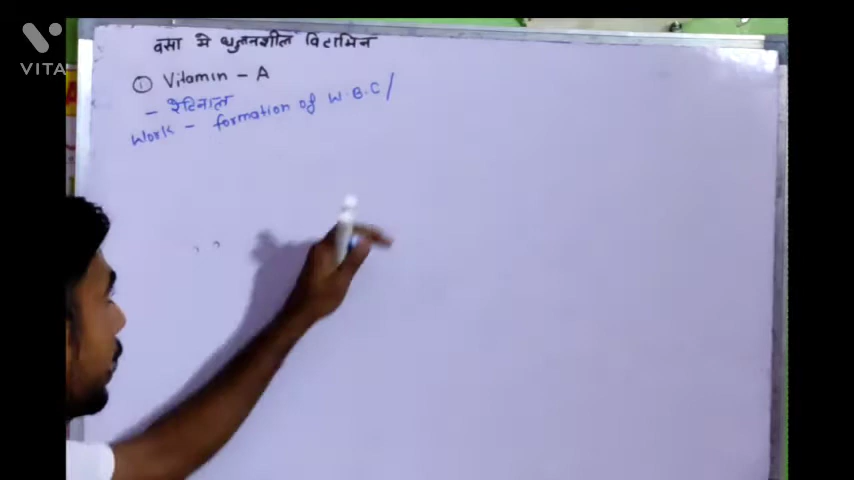 VITA
वसा मे घुलनशील विटामिन
① Vitamin - A
- रेटिनाल
Work - formation of W.B.C /